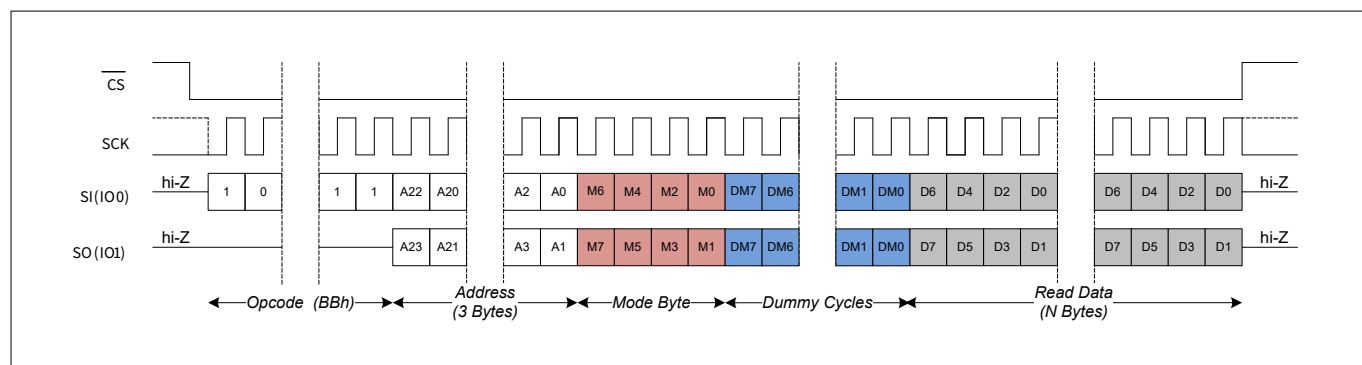 CS
SCK
hi-Z 1 0 1 1 A22 A20 A2 A0 M6 M4 M2 M0 DM7 DM6 DM1 DM0 D6 D4 D2 D0 D6 D4 D2 D0 hi-Z
SI (IO0)
hi-Z A23 A21 A3 A1 M7 M5 M3 M1 DM7 DM6 DM1 DM0 D7 D5 D3 D1 D7 D5 D3 D1 hi-Z
SO (IO1)
Opcode (BBh) Address Mode Byte Dummy Cycles Read Data
(3 Bytes) (N Bytes)